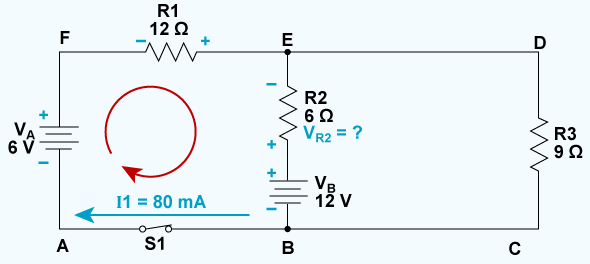 R1
12 Ω
F
−
+
E
D
−
R2
6 Ω
VR2 = ?
+
+
VA
6 V
−
R3
9 Ω
+
VB
12 V
−
I1 = 80 mA
A
S1
B
C